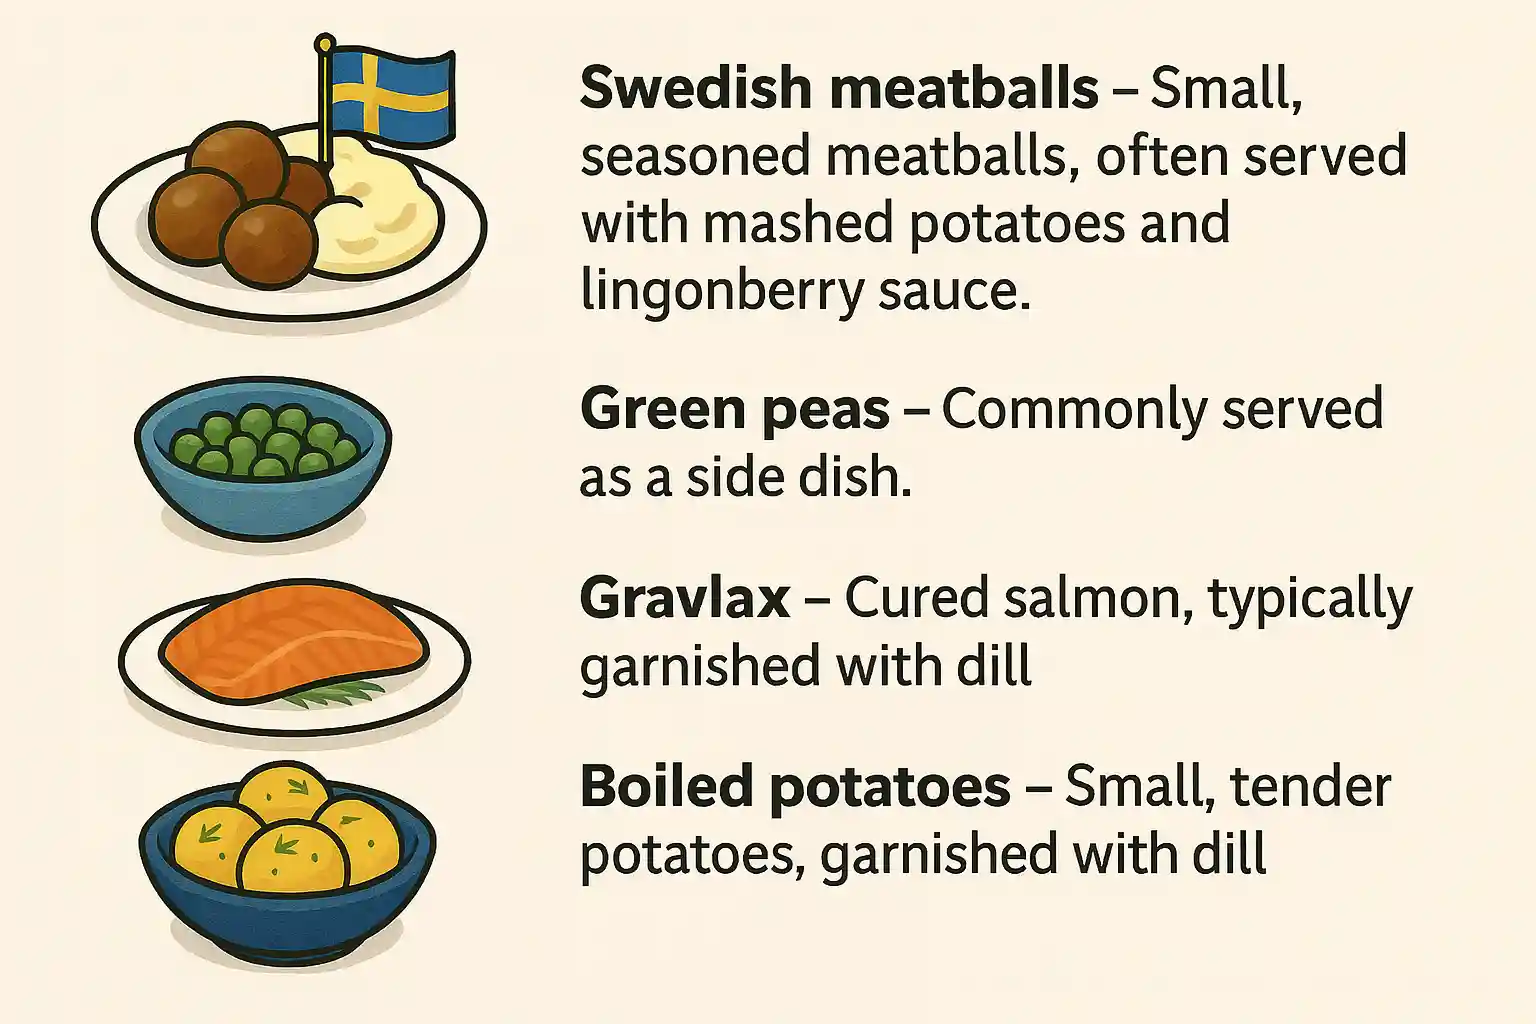 Swedish meatballs – Small,
seasoned meatballs, often served
with mashed potatoes and
lingonberry sauce.
Green peas – Commonly served
as a side dish.
Gravlax – Cured salmon, typically
garnished with dill
Boiled potatoes – Small, tender
potatoes, garnished with dill